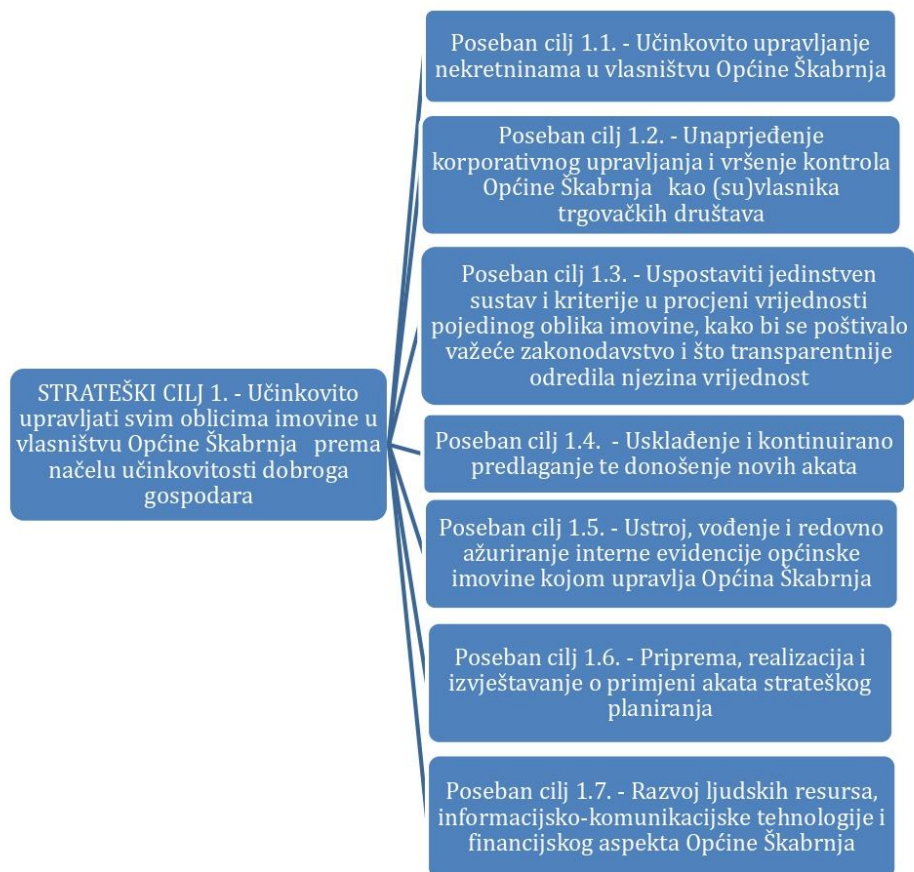 STRATEŠKI CILJ 1. - Učinkovito
upravljati svim oblicima imovine u
vlasništvu Općine Škabrnja prema
načelu učinkovitosti dobroga
gospodara
Poseban cilj 1.1. - Učinkovito upravljanje
nekretninama u vlasništvu Općine Škabrnja
Poseban cilj 1.2. - Unaprjeđenje
korporativnog upravljanja i vršenje kontrola
Općine Škabrnja kao (su)vlasnika
trgovačkih društava
Poseban cilj 1.3. - Uspostaviti jedinstven
sustav i kriterije u procjeni vrijednosti
pojedinog oblika imovine, kako bi se poštivalo
važeće zakonodavstvo i što transparentnije
odredila njezina vrijednost
Poseban cilj 1.4. - Usklađenje i kontinuirano
predlaganje te donošenje novih akata
Poseban cilj 1.5. - Ustroj, vođenje i redovno
ažuriranje interne evidencije općinske
imovine kojom upravlja Općina Škabrnja
Poseban cilj 1.6. - Priprema, realizacija i
izvještavanje o primjeni akata strateškog
planiranja
Poseban cilj 1.7. - Razvoj ljudskih resursa,
informacijsko-komunikacijske tehnologije i
financijskog aspekta Općine Škabrnja